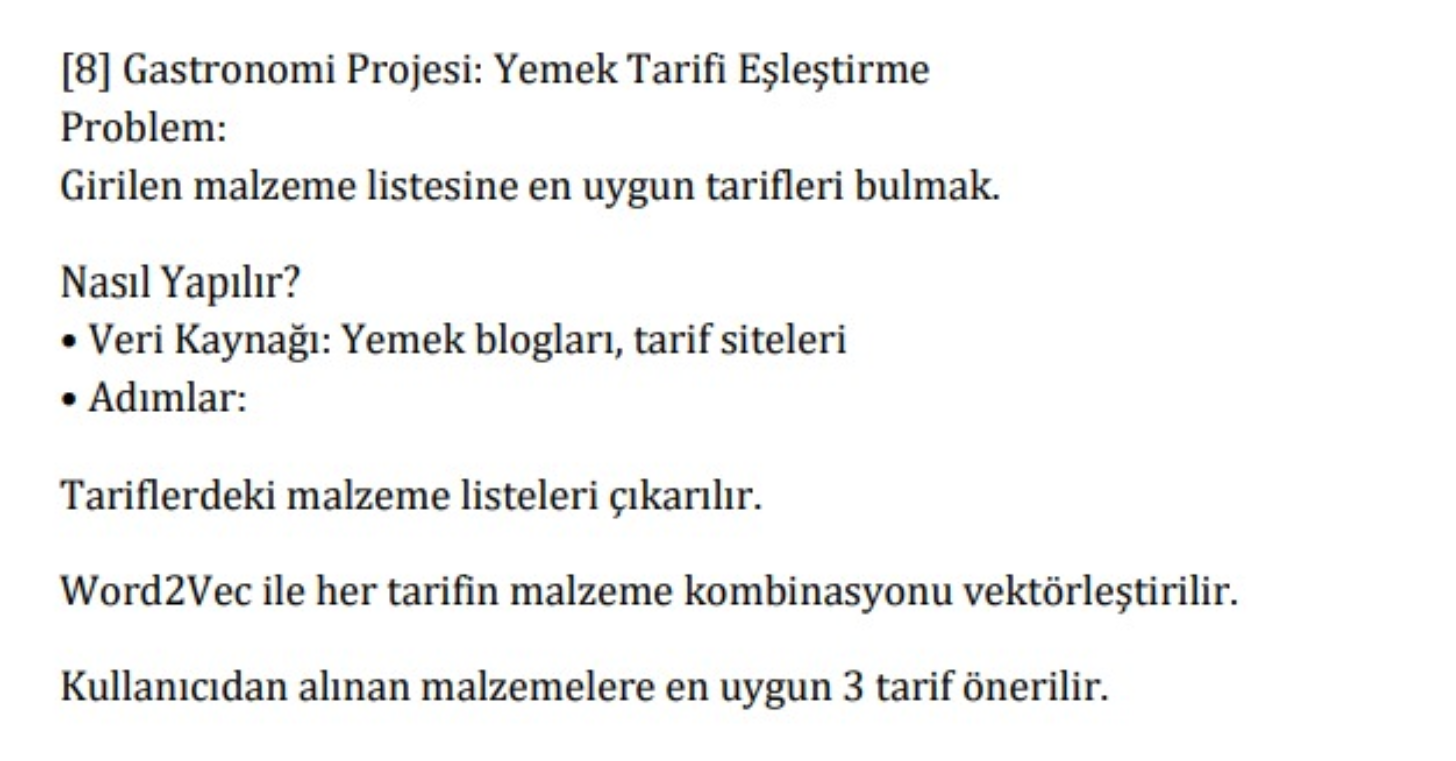 [8] Gastronomi Projesi: Yemek Tarifi Eşleştirme
Problem:
Girilen malzeme listesine en uygun tarifleri bulmak.
Nasıl Yapılır?
• Veri Kaynağı: Yemek blogları, tarif siteleri
• Adımlar:
Tariflerdeki malzeme listeleri çıkarılır.
Word2Vec ile her tarifin malzeme kombinasyonu vektörleştirilir.
Kullanıcıdan alınan malzemelere en uygun 3 tarif önerilir.